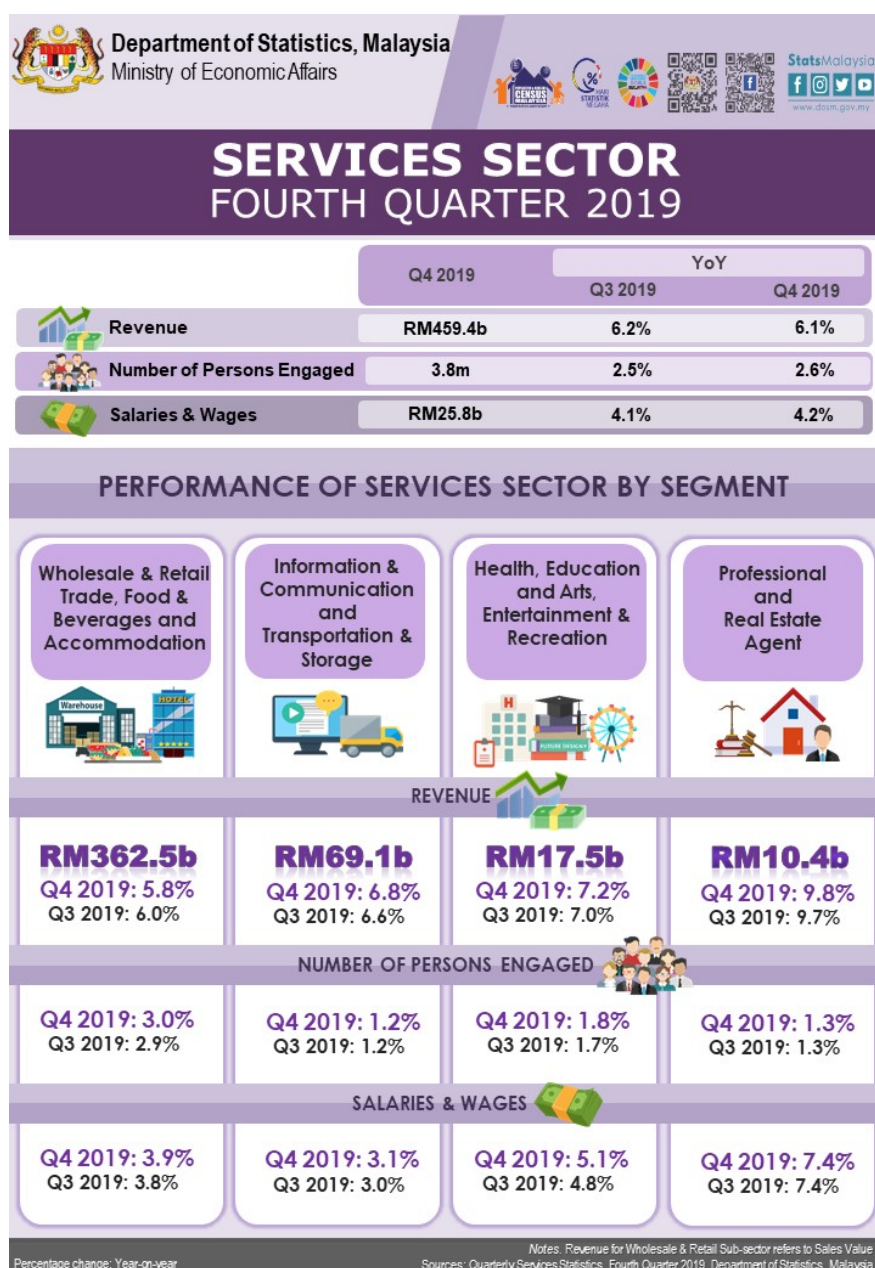 Department of Statistics, Malaysia
Ministry of Economic Affairs
CENSUS
MALAYSIA
HARI
STATISTIK
NEGARA
StatsMalaysia
www.dosm.gov.my
SERVICES SECTOR
FOURTH QUARTER 2019
Q4 2019
YoY
Q3 2019
Q4 2019
Revenue RM459.4b 6.2% 6.1%
Number of Persons Engaged 3.8m 2.5% 2.6%
Salaries & Wages RM25.8b 4.1% 4.2%
PERFORMANCE OF SERVICES SECTOR BY SEGMENT
Wholesale & Retail
Trade, Food &
Beverages and
Accommodation
Information &
Communication
and
Transportation &
Storage
Health, Education
and Arts,
Entertainment &
Recreation
Professional
and
Real Estate
Agent
Warehouse
HOTEL
H
FUTURE DESIGN
REVENUE
RM362.5b
Q4 2019: 5.8%
Q3 2019: 6.0%
RM69.1b
Q4 2019: 6.8%
Q3 2019: 6.6%
RM17.5b
Q4 2019: 7.2%
Q3 2019: 7.0%
RM10.4b
Q4 2019: 9.8%
Q3 2019: 9.7%
NUMBER OF PERSONS ENGAGED
Q4 2019: 3.0%
Q3 2019: 2.9%
Q4 2019: 1.2%
Q3 2019: 1.2%
Q4 2019: 1.8%
Q3 2019: 1.7%
Q4 2019: 1.3%
Q3 2019: 1.3%
SALARIES & WAGES
Q4 2019: 3.9%
Q3 2019: 3.8%
Q4 2019: 3.1%
Q3 2019: 3.0%
Q4 2019: 5.1%
Q3 2019: 4.8%
Q4 2019: 7.4%
Q3 2019: 7.4%
Notes. Revenue for Wholesale & Retail Sub-sector refers to Sales Value
Percentage change: Year-on-year
Sources: Quarterly Services Statistics, Fourth Quarter 2019, Department of Statistics, Malaysia